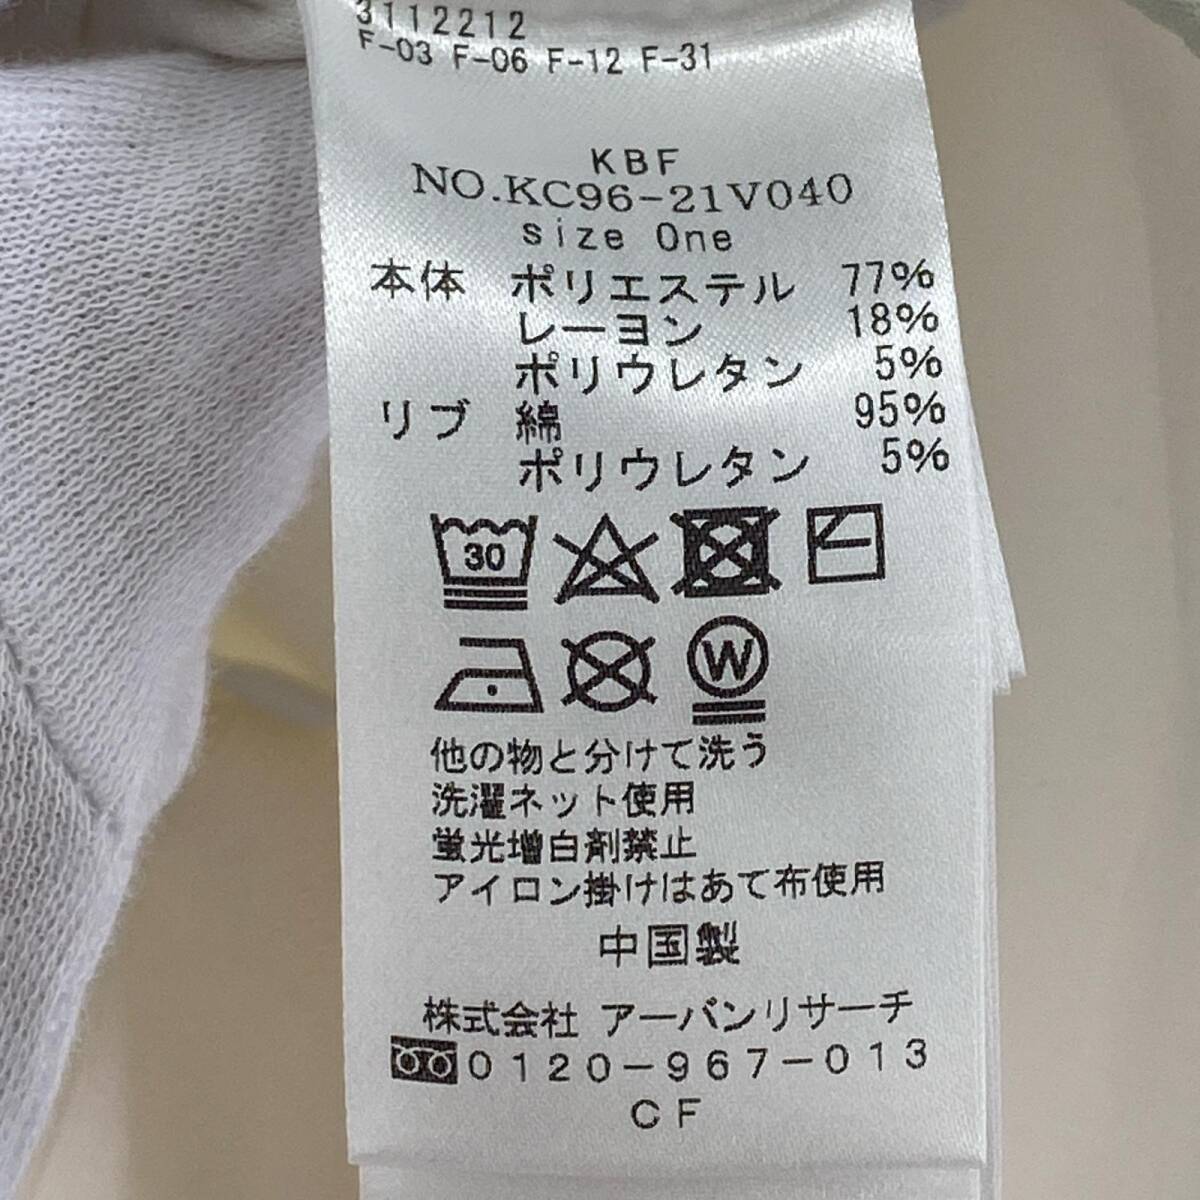 3112212
F-03 F-06 F-12 F-31
KBF
NO.KC96-21V040
size One
本体 ポリエステル 77%
レーヨン 18%
ポリウレタン 5%
リブ 綿 95%
ポリウレタン 5%
30
W
他の物と分けて洗う
洗濯ネット使用
蛍光増白剤禁止
アイロン掛けはあて布使用
中国製
株式会社 アーバンリサーチ
0120-967-013
CF